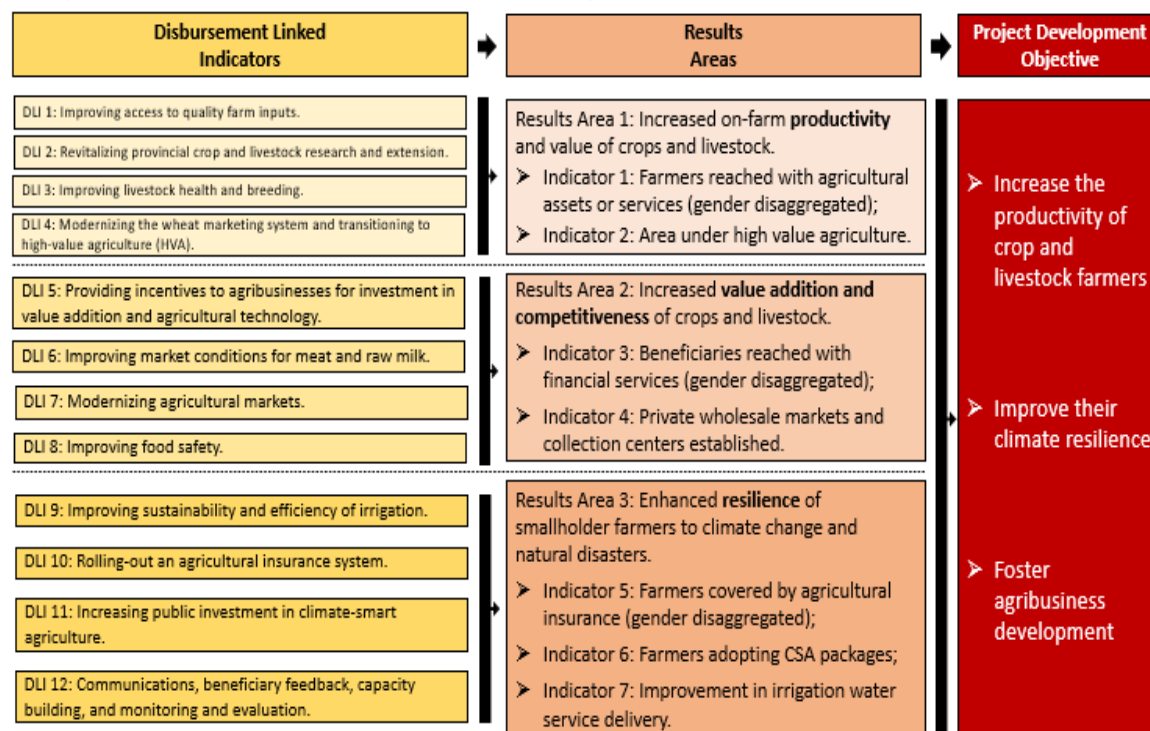 Disbursement Linked
Indicators
Results
Areas
Project Development
Objective
DLI 1: Improving access to quality farm inputs.
DLI 2: Revitalizing provincial crop and livestock research and extension.
DLI 3: Improving livestock health and breeding.
DLI 4: Modernizing the wheat marketing system and transitioning to
high-value agriculture (HVA).
Results Area 1: Increased on-farm productivity
and value of crops and livestock.
➤ Indicator 1: Farmers reached with agricultural
assets or services (gender disaggregated);
➤ Indicator 2: Area under high value agriculture.
DLI 5: Providing incentives to agribusinesses for investment in
value addition and agricultural technology.
DLI 6: Improving market conditions for meat and raw milk.
DLI 7: Modernizing agricultural markets.
DLI 8: Improving food safety.
Results Area 2: Increased value addition and
competitiveness of crops and livestock.
➤ Indicator 3: Beneficiaries reached with
financial services (gender disaggregated);
➤ Indicator 4: Private wholesale markets and
collection centers established.
DLI 9: Improving sustainability and efficiency of irrigation.
DLI 10: Rolling-out an agricultural insurance system.
DLI 11: Increasing public investment in climate-smart
agriculture.
DLI 12: Communications, beneficiary feedback, capacity
building, and monitoring and evaluation.
Results Area 3: Enhanced resilience of
smallholder farmers to climate change and
natural disasters.
➤ Indicator 5: Farmers covered by agricultural
insurance (gender disaggregated);
➤ Indicator 6: Farmers adopting CSA packages;
➤ Indicator 7: Improvement in irrigation water
service delivery.
➤ Increase the
productivity of
crop and
livestock farmers
➤ Improve their
climate resilience
➤ Foster
agribusiness
development